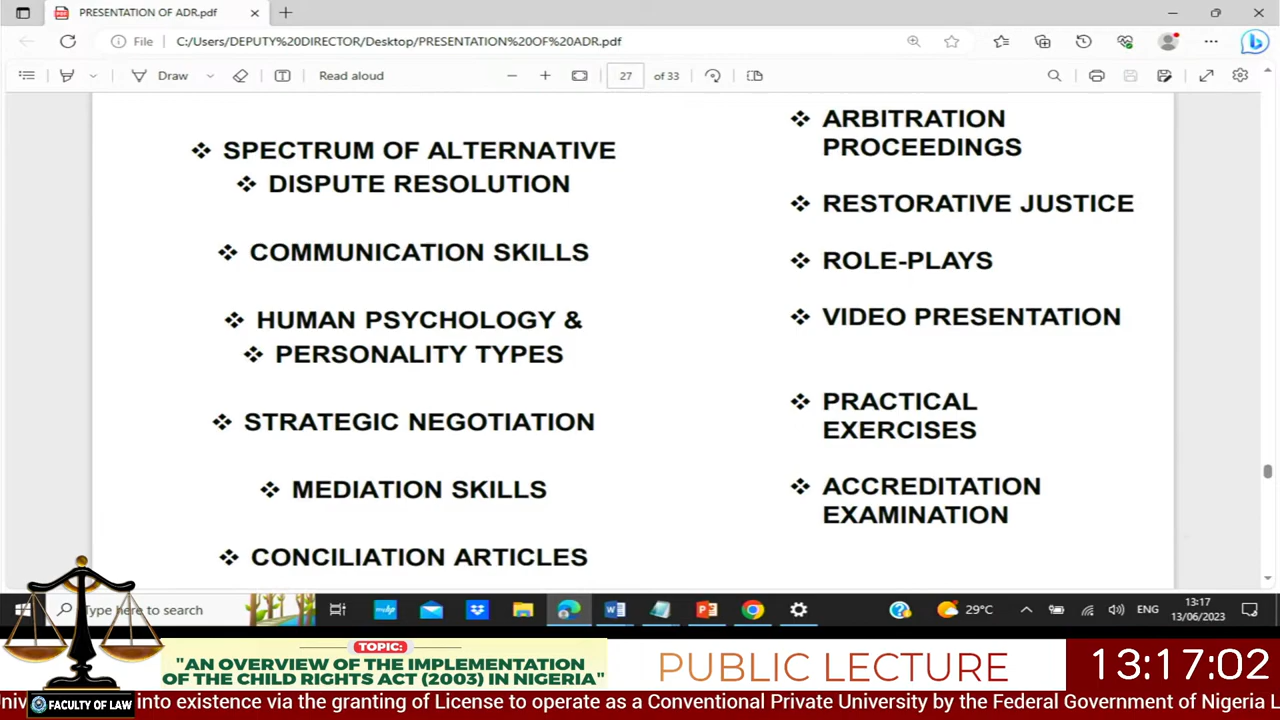 PRESENTATION OF ADR.pdf
File
C:/Users/DEPUTY%20DIRECTOR/Desktop/PRESENTATION%20OF%20ADR.pdf
Draw
Read aloud
27
of 33
SPECTRUM OF ALTERNATIVE
DISPUTE RESOLUTION
COMMUNICATION SKILLS
HUMAN PSYCHOLOGY &
PERSONALITY TYPES
STRATEGIC NEGOTIATION
MEDIATION SKILLS
CONCILIATION ARTICLES
ARBITRATION
PROCEEDINGS
RESTORATIVE JUSTICE
ROLE-PLAYS
VIDEO PRESENTATION
PRACTICAL
EXERCISES
ACCREDITATION
EXAMINATION
Type here to search
29°C
ENG
13:17
13/06/2023
TOPIC:
"AN OVERVIEW OF THE IMPLEMENTATION
OF THE CHILD RIGHTS ACT (2003) IN NIGERIA"
PUBLIC LECTURE
13:17:02
FACULTY OF LAW
into existence via the granting of License to operate as a Conventional Private University by the Federal Government of Nigeria